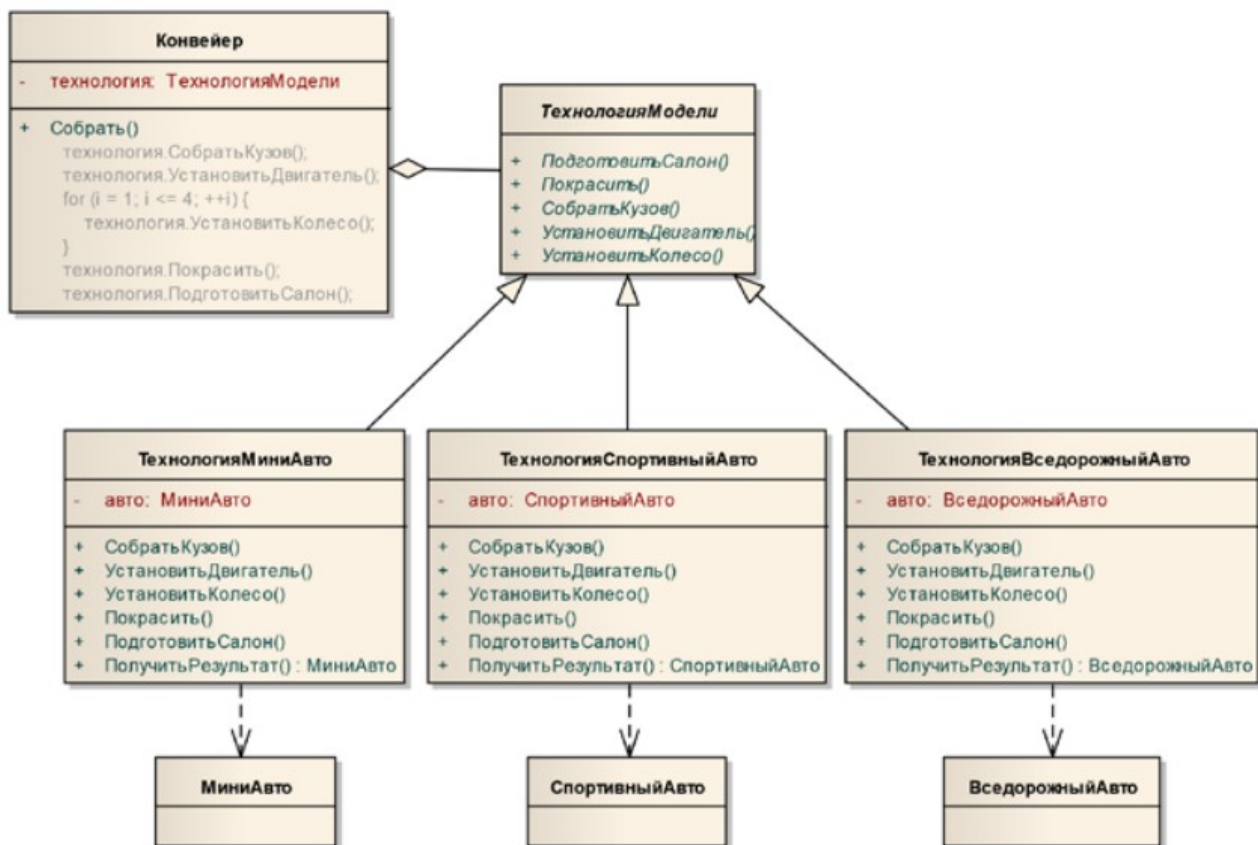 Конвейер
- технология: ТехнологияМодели
+ Собрать()
технология.СобратьКузов();
технология.УстановитьДвигатель();
for (i = 1; i <= 4; ++i) {
технология.УстановитьКолесо();
}
технология.Покрасить();
технология.ПодготовитьСалон();
ТехнологияМодели
+ ПодготовитьСалон()
+ Покрасить()
+ СобратьКузов()
+ УстановитьДвигатель()
+ УстановитьКолесо()
ТехнологияМиниАвто
- авто: МиниАвто
+ СобратьКузов()
+ УстановитьДвигатель()
+ УстановитьКолесо()
+ Покрасить()
+ ПодготовитьСалон()
+ ПолучитьРезультат() : МиниАвто
ТехнологияСпортивныйАвто
- авто: СпортивныйАвто
+ СобратьКузов()
+ УстановитьДвигатель()
+ УстановитьКолесо()
+ Покрасить()
+ ПодготовитьСалон()
+ ПолучитьРезультат() : СпортивныйАвто
ТехнологияВседорожныйАвто
- авто: ВседорожныйАвто
+ СобратьКузов()
+ УстановитьДвигатель()
+ УстановитьКолесо()
+ Покрасить()
+ ПодготовитьСалон()
+ ПолучитьРезультат() : ВседорожныйАвто
МиниАвто
СпортивныйАвто
ВседорожныйАвто